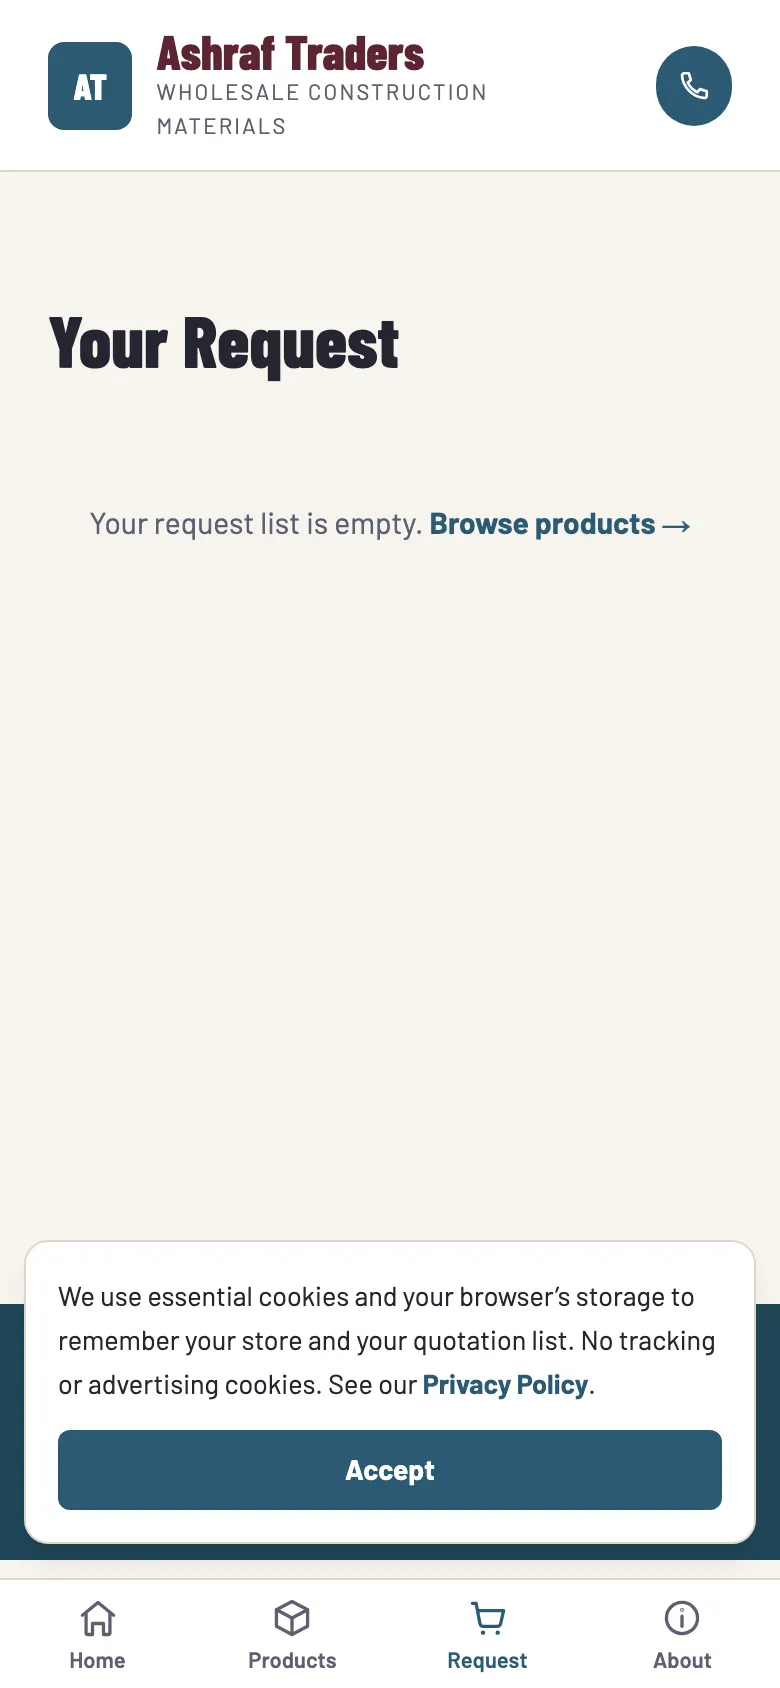 AT
Ashraf Traders
WHOLESALE CONSTRUCTION
MATERIALS
Your Request
Your request list is empty. Browse products →
We use essential cookies and your browser’s storage to
remember your store and your quotation list. No tracking
or advertising cookies. See our Privacy Policy.
Accept
Home
Products
Request
About